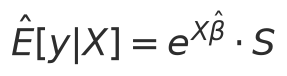 Ê[y|X] = e^{Xβ̂} · S